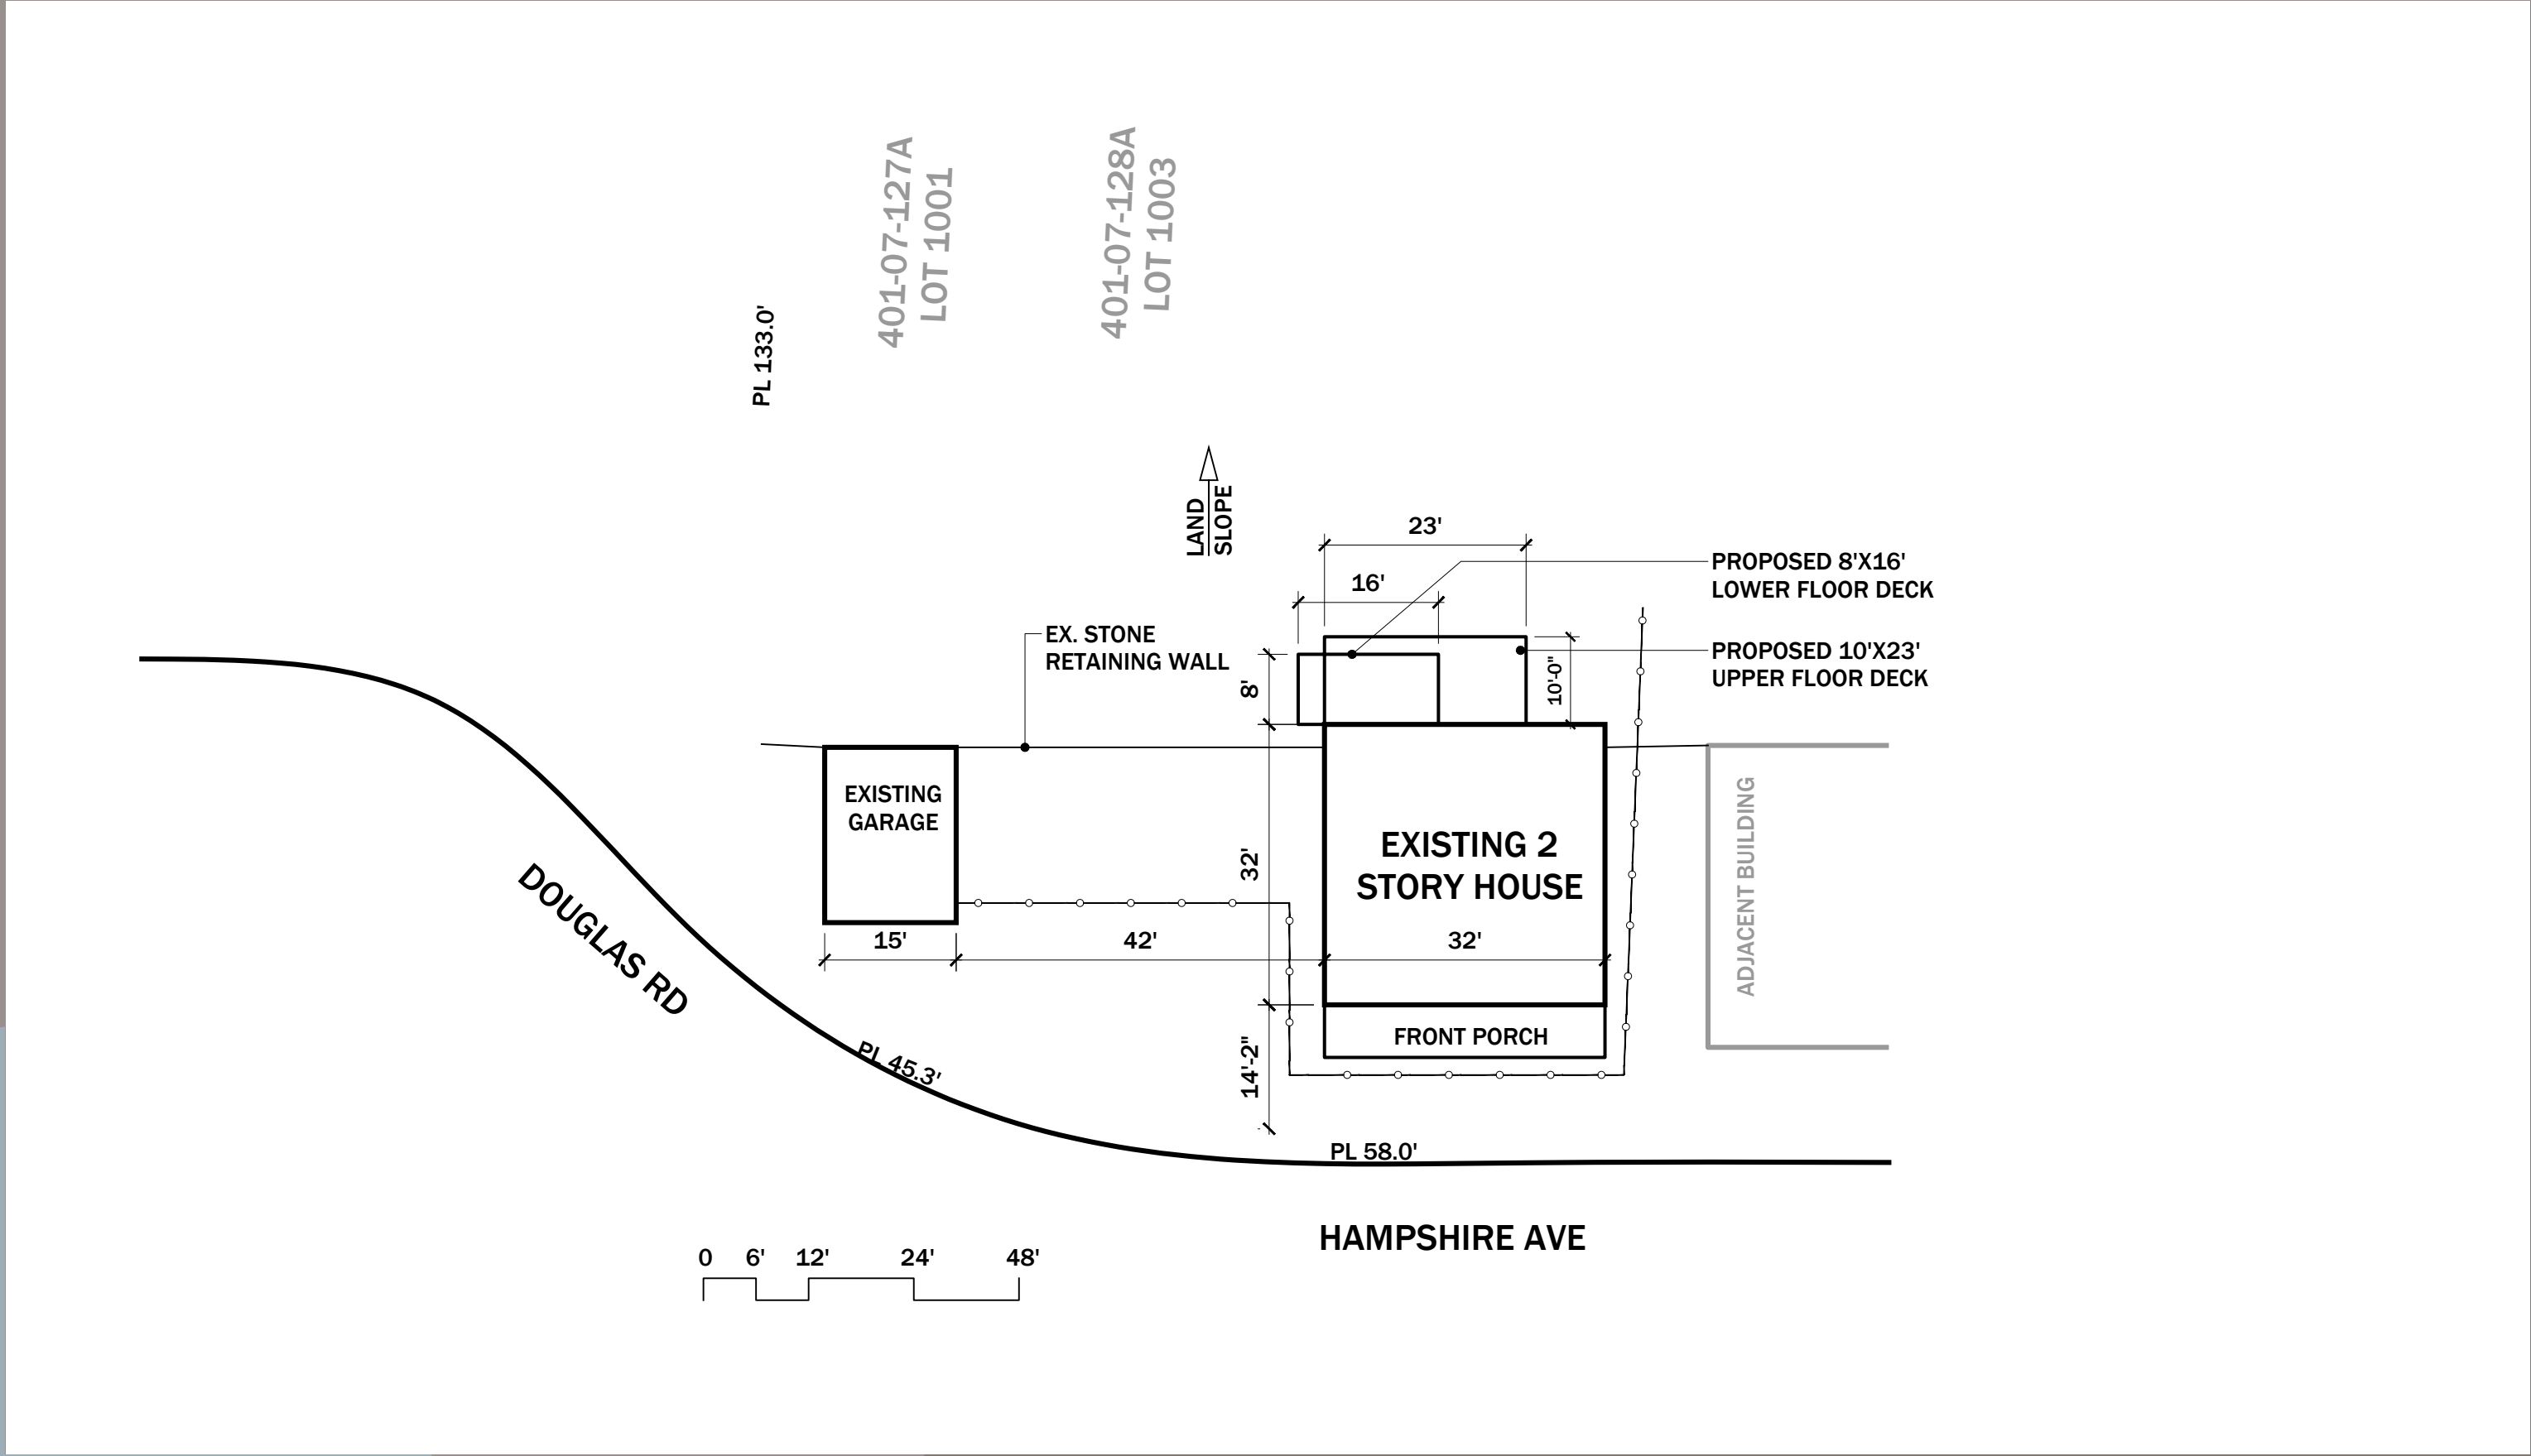 401-07-127A
LOT 1001
401-07-128A
LOT 1003
PL 133.0'
LAND
SLOPE
23'
16'
PROPOSED 8'X16'
LOWER FLOOR DECK
EX. STONE
RETAINING WALL
8'
10'-0"
PROPOSED 10'X23'
UPPER FLOOR DECK
EXISTING
GARAGE
32'
EXISTING 2
STORY HOUSE
ADJACENT BUILDING
15'
42'
32'
DOUGLAS RD
FRONT PORCH
14'-2"
PL 45.3'
PL 58.0'
HAMPSHIRE AVE
0 6' 12' 24' 48'